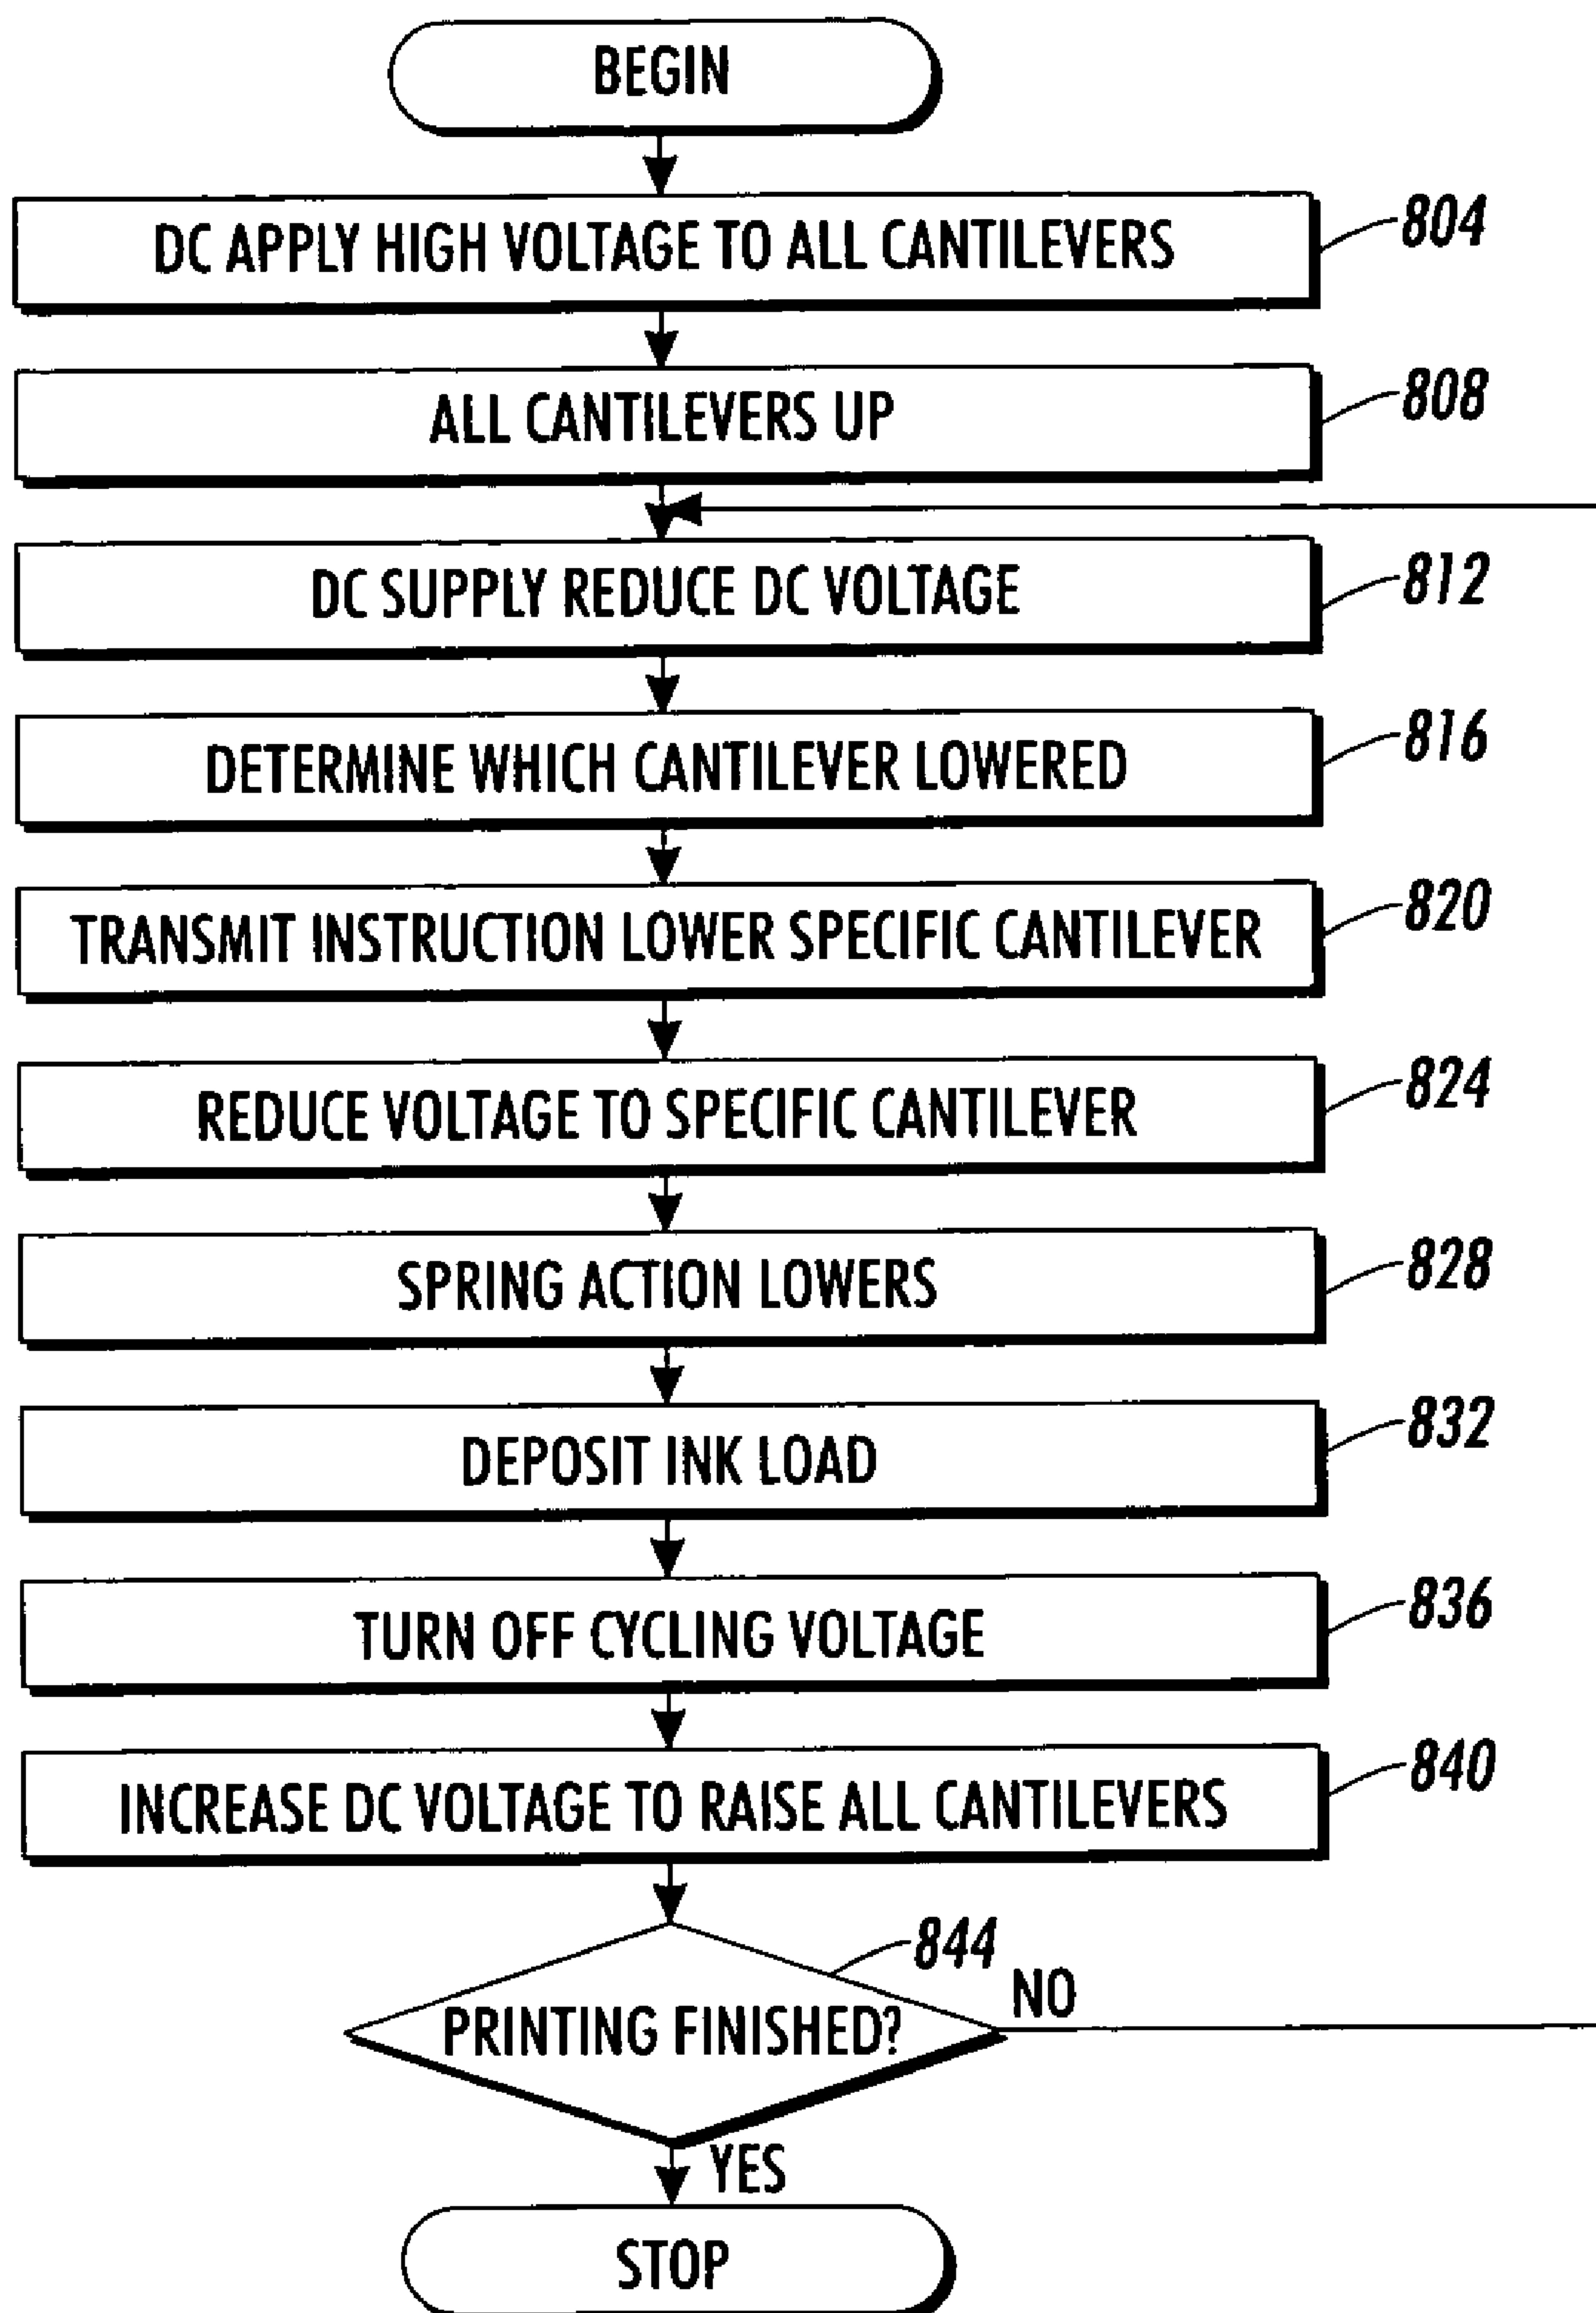 BEGIN
DC APPLY HIGH VOLTAGE TO ALL CANTILEVERS
804
ALL CANTILEVERS UP
808
DC SUPPLY REDUCE DC VOLTAGE
812
DETERMINE WHICH CANTILEVER LOWERED
816
TRANSMIT INSTRUCTION LOWER SPECIFIC CANTILEVER
820
REDUCE VOLTAGE TO SPECIFIC CANTILEVER
824
SPRING ACTION LOWERS
828
DEPOSIT INK LOAD
832
TURN OFF CYCLING VOLTAGE
836
INCREASE DC VOLTAGE TO RAISE ALL CANTILEVERS
840
844
NO
PRINTING FINISHED?
YES
STOP